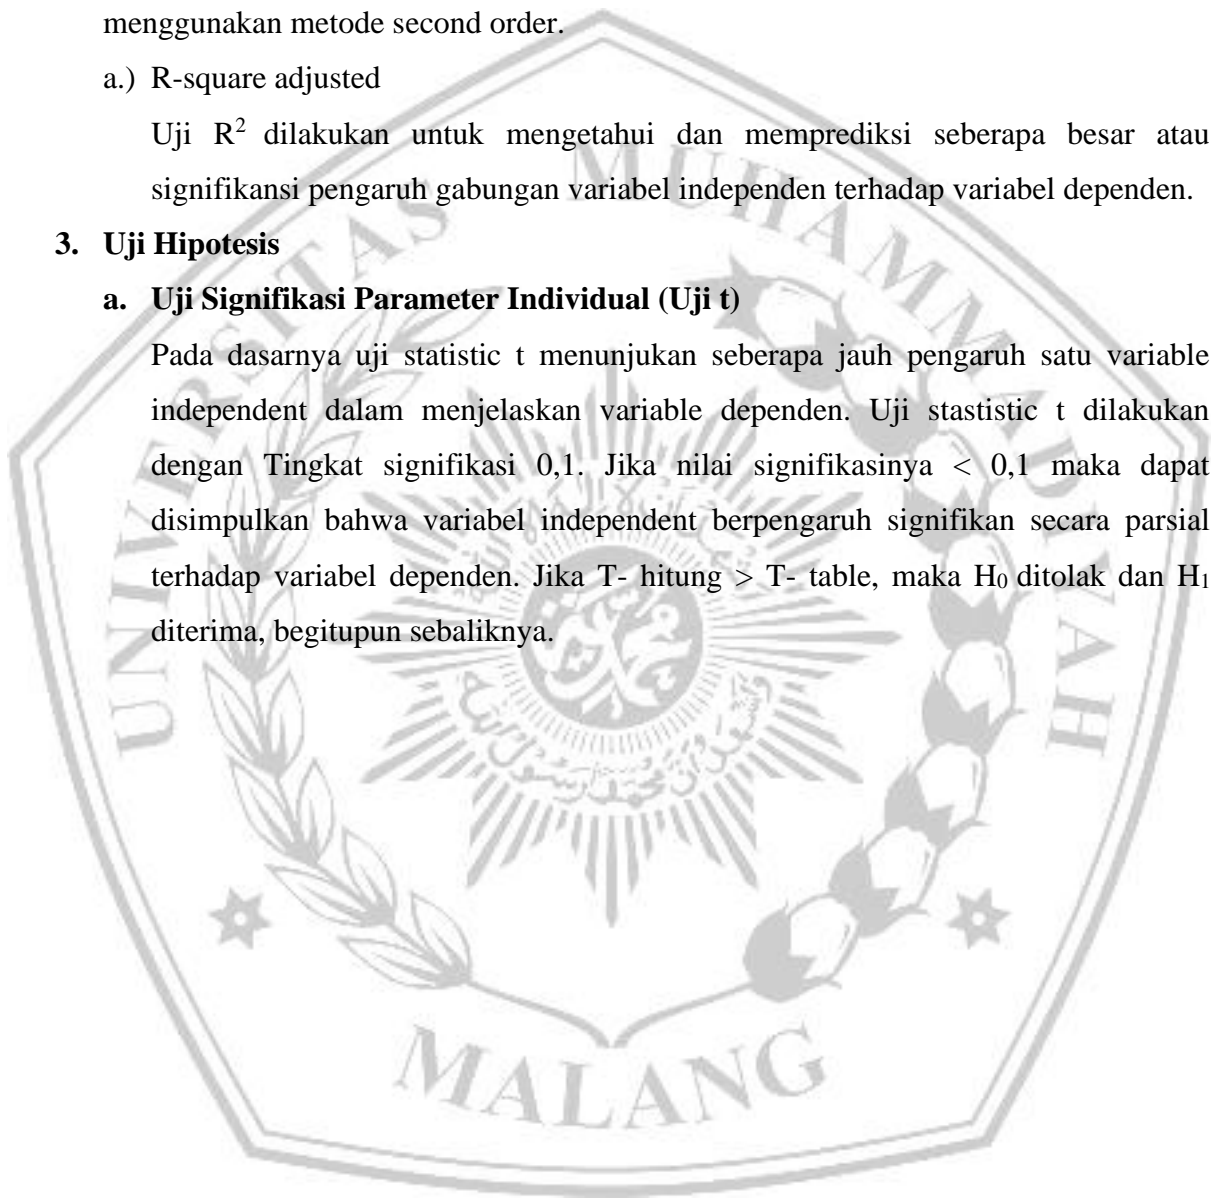 menggunakan metode second order.
a.) R-square adjusted
Uji R² dilakukan untuk mengetahui dan memprediksi seberapa besar atau
signifikansi pengaruh gabungan variabel independen terhadap variabel dependen.
3. Uji Hipotesis
a. Uji Signifikasi Parameter Individual (Uji t)
Pada dasarnya uji statistic t menunjukan seberapa jauh pengaruh satu variable
independent dalam menjelaskan variable dependen. Uji stastistic t dilakukan
dengan Tingkat signifikasi 0,1. Jika nilai signifikasinya < 0,1 maka dapat
disimpulkan bahwa variabel independent berpengaruh signifikan secara parsial
terhadap variabel dependen. Jika T- hitung > T- table, maka H₀ ditolak dan H₁
diterima, begitupun sebaliknya.
UNIVERSITAS MUHAMMADIYAH
MALANG